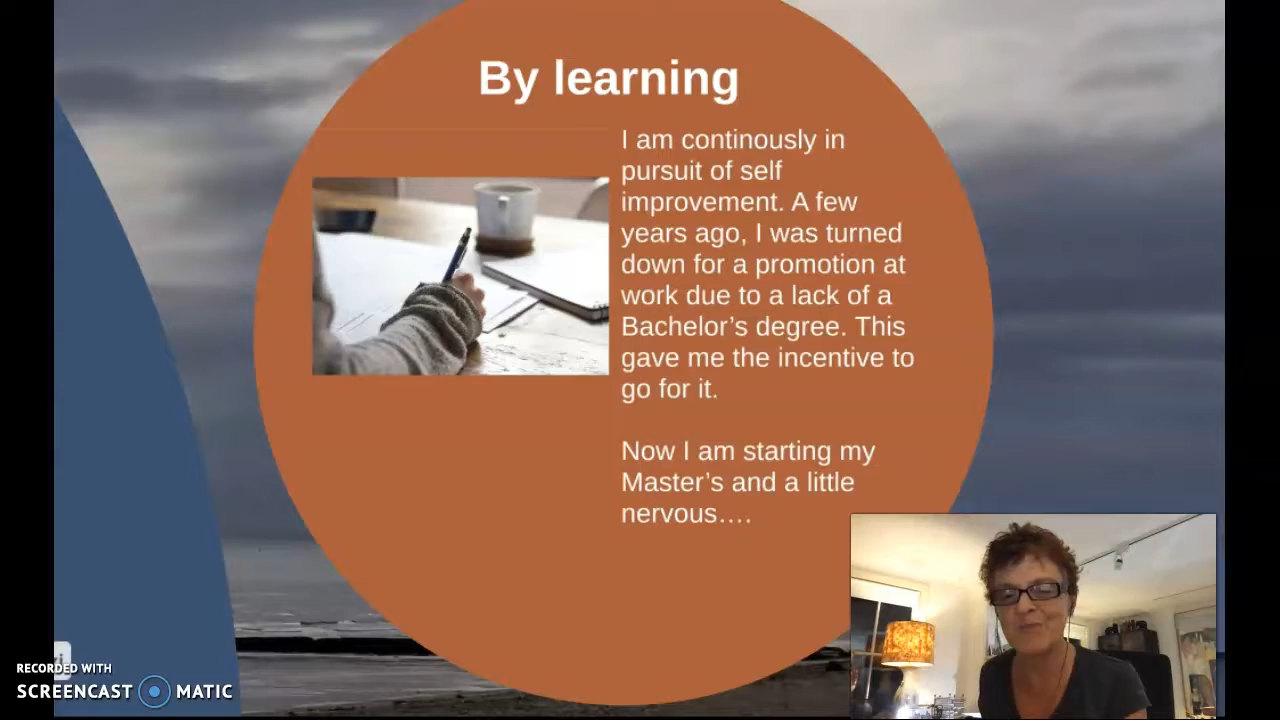 By learning
I am continously in
pursuit of self
improvement. A few
years ago, I was turned
down for a promotion at
work due to a lack of a
Bachelor’s degree. This
gave me the incentive to
go for it.
Now I am starting my
Master’s and a little
nervous….
RECORDED WITH
SCREENCAST MATIC